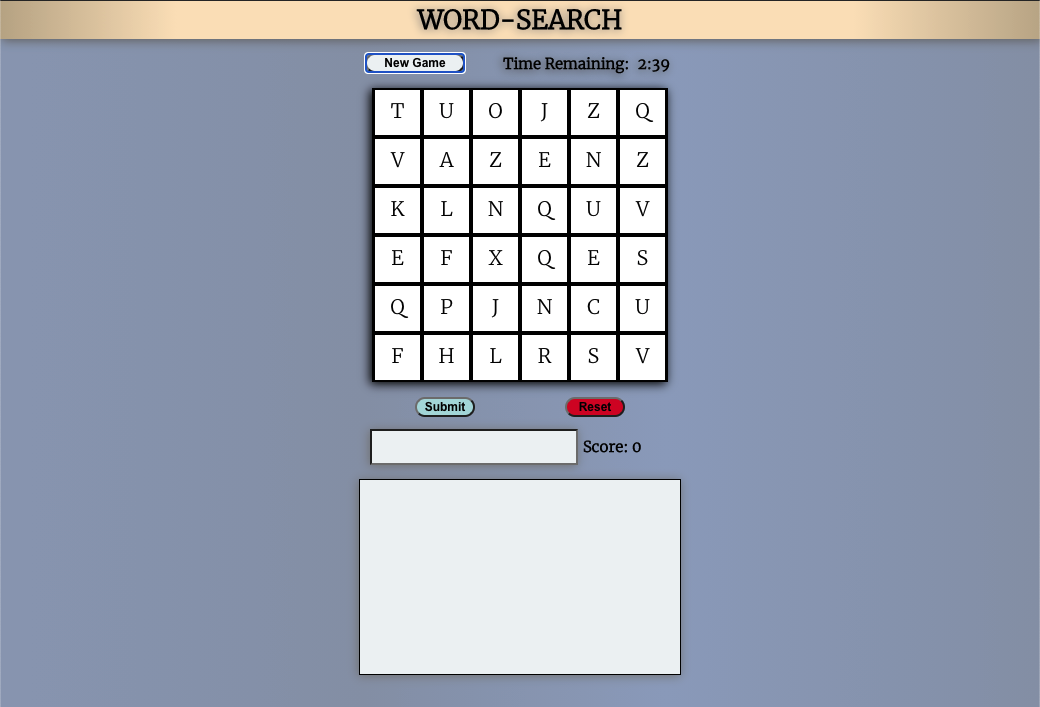 WORD-SEARCH
New Game Time Remaining: 2:39
T U O J Z Q
V A Z E N Z
K L N Q U V
E F X Q E S
Q P J N C U
F H L R S V
Submit Reset
Score: 0